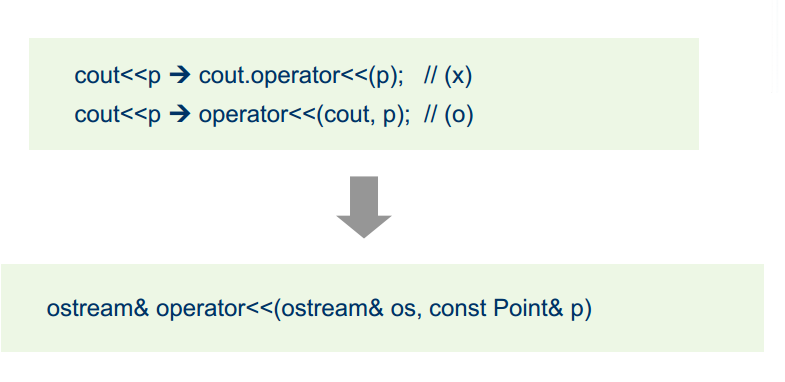 cout<<p ➔ cout.operator<<(p);   // (x)
cout<<p ➔ operator<<(cout, p);  // (o)
ostream& operator<<(ostream& os, const Point& p)